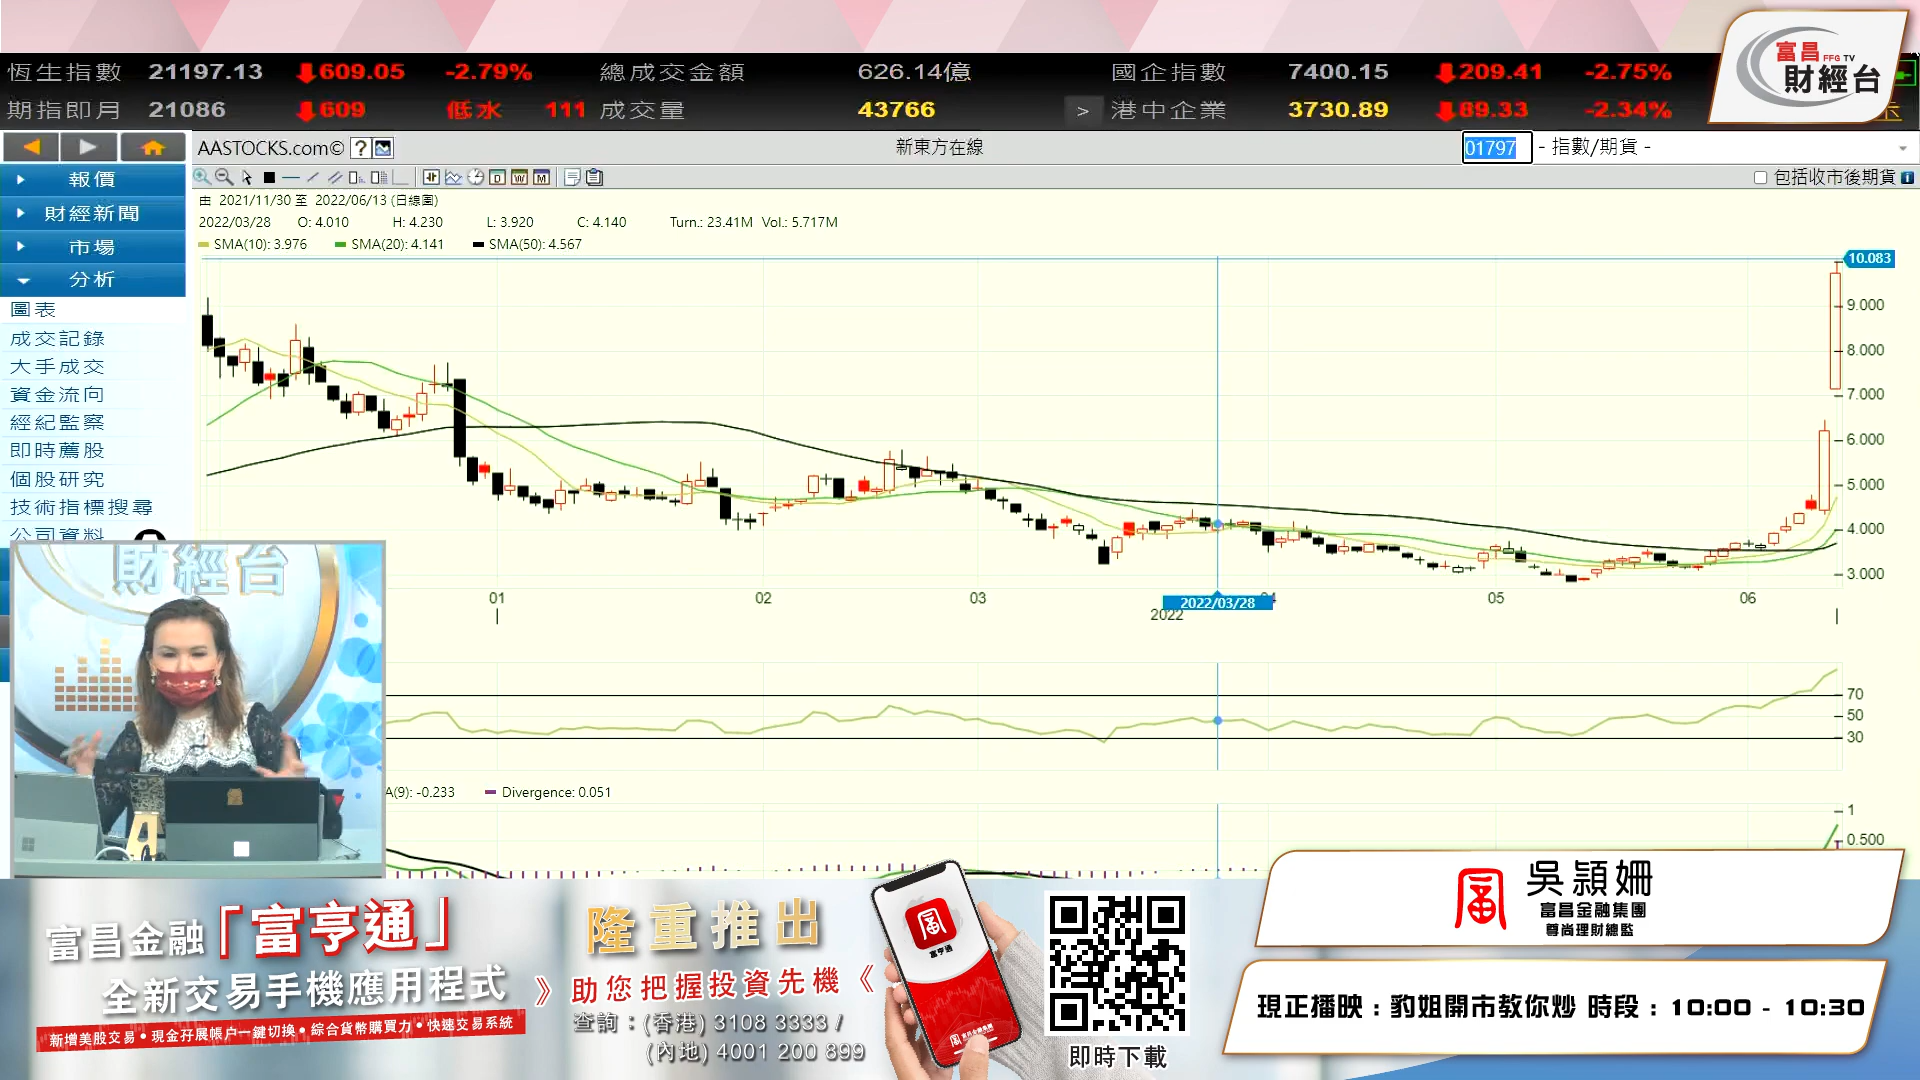 恆生指數 21197.13 609.05 -2.79% 總成交金額 626.14億 國企指數 7400.15 209.41 -2.75%
期指即月 21086 609 低水 111 成交量 43766 > 港中企業 3730.89 89.33 -2.34%
富昌 FFG TV
財經台
AASTOCKS.com© ? 新東方在線 01797 - 指數/期貨 -
D W M 包括收市後期貨 i
報價
財經新聞
市場
分析
圖表
成交記錄
大手成交
資金流向
經紀監察
即時薦股
個股研究
技術指標搜尋
公司資料
由 2021/11/30 至 2022/06/13 (日線圖)
2022/03/28 O: 4.010 H: 4.230 L: 3.920 C: 4.140 Turn.: 23.41M Vol.: 5.717M
SMA(10): 3.976 SMA(20): 4.141 SMA(50): 4.567
10.083
9.000
8.000
7.000
6.000
5.000
4.000
3.000
01 02 03 2022/03/28 05 06
2022
70
50
30
A(9): -0.233 Divergence: 0.051
1
0.500
財經台
富昌金融「富亨通」
全新交易手機應用程式
新增美股交易 • 現金孖展帳户一鍵切換 • 綜合貨幣購買力 • 快速交易系統
隆重推出
》助您把握投資先機《
查詢：(香港) 3108 3333 /
(內地) 4001 200 899
富亨通
即時下載
吳頴姍
富昌金融集團
尊尚理財總監
現正播映：豹姐開市教你炒 時段：10:00 - 10:30